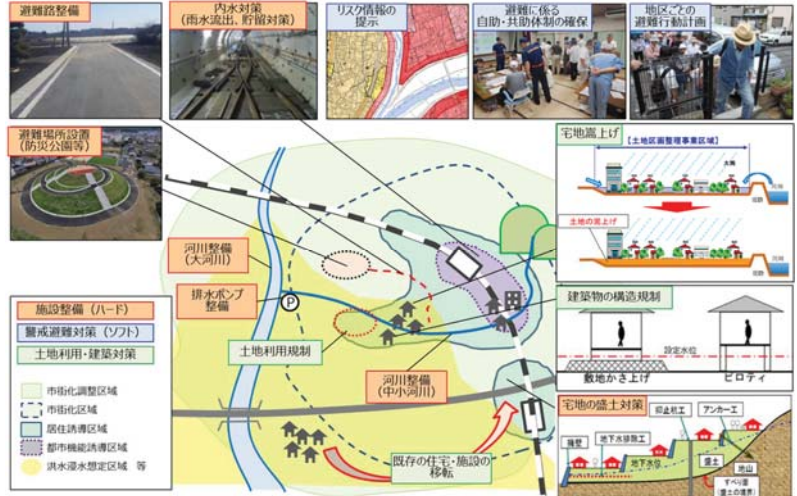 避難路整備
内水対策
(雨水流出、貯留対策)
リスク情報の
提示
避難に係る
自助・共助体制の確保
地区ごとの
避難行動計画
避難場所設置
(防災公園等)
宅地嵩上げ
【土地区画整理事業区域】
大雨
河川
堤防
土地の嵩上げ
河川
堤防
河川整備
(大河川)
排水ポンプ
整備
P
土地利用規制
河川整備
(中小河川)
既存の住宅・施設の
移転
建築物の構造規制
設定水位
敷地かさ上げ
ピロティ
宅地の盛土対策
抑止杭工
アンカー工
擁壁
地下水排除工
地下水位
盛土
地山
すべり面
(盛土の境界)
施設整備(ハード)
警戒避難対策(ソフト)
土地利用・建築対策
市街化調整区域
市街化区域
居住誘導区域
都市機能誘導区域
洪水浸水想定区域 等